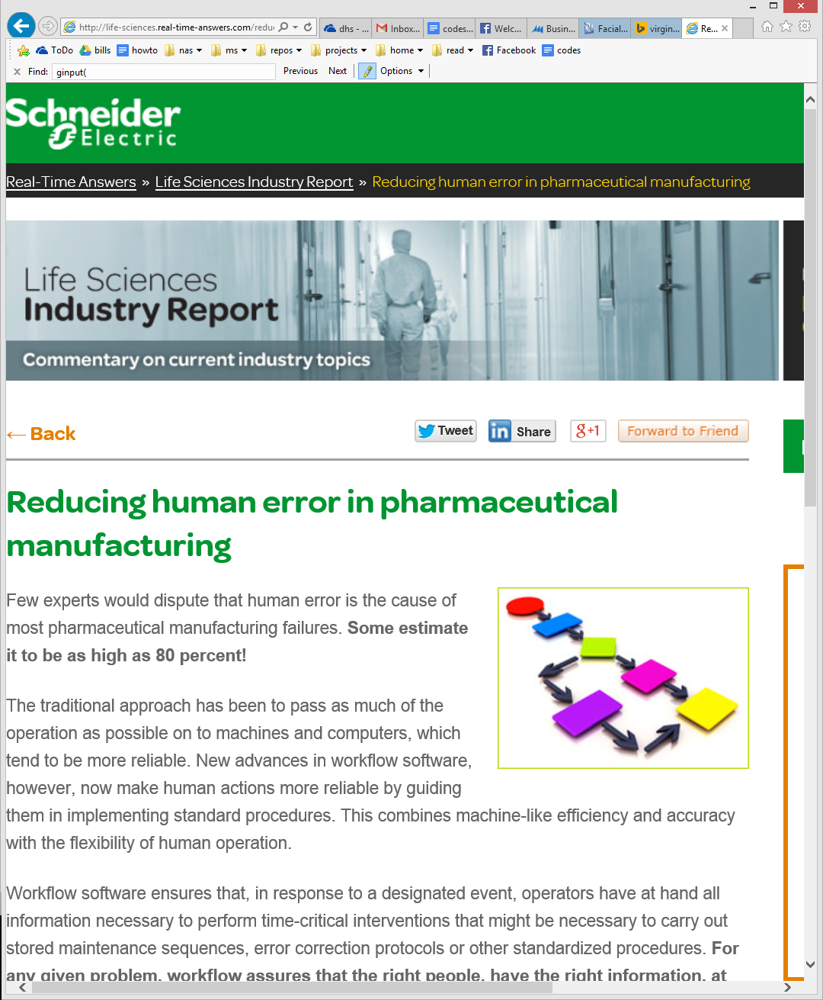 http://life-sciences.real-time-answers.com/redu
dhs - ...
Inbox...
codes...
Welc...
Busin...
Facial...
virgin...
Re...
ToDo
bills
howto
nas
ms
repos
projects
home
read
Facebook
codes
Find: ginput( Previous Next Options
Schneider
Electric
Real-Time Answers » Life Sciences Industry Report » Reducing human error in pharmaceutical manufacturing
Life Sciences
Industry Report
Commentary on current industry topics
← Back
Tweet
in Share
g+1
Forward to Friend
Reducing human error in pharmaceutical
manufacturing
Few experts would dispute that human error is the cause of
most pharmaceutical manufacturing failures. Some estimate
it to be as high as 80 percent!
The traditional approach has been to pass as much of the
operation as possible on to machines and computers, which
tend to be more reliable. New advances in workflow software,
however, now make human actions more reliable by guiding
them in implementing standard procedures. This combines machine-like efficiency and accuracy
with the flexibility of human operation.
Workflow software ensures that, in response to a designated event, operators have at hand all
information necessary to perform time-critical interventions that might be necessary to carry out
stored maintenance sequences, error correction protocols or other standardized procedures. For
any given problem, workflow assures that the right people, have the right information, at